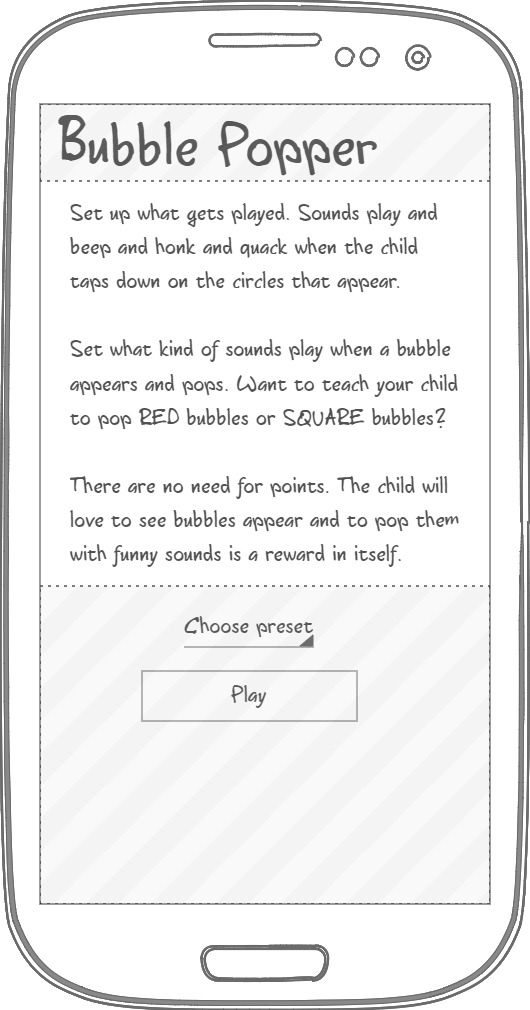 Bubble Popper
Set up what gets played. Sounds play and
beep and honk and quack when the child
taps down on the circles that appear.
Set what kind of sounds play when a bubble
appears and pops. Want to teach your child
to pop RED bubbles or SQUARE bubbles?
There are no need for points. The child will
love to see bubbles appear and to pop them
with funny sounds is a reward in itself.
Choose preset
Play